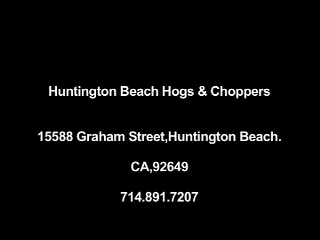 Huntington Beach Hogs & Choppers
15588 Graham Street,Huntington Beach.
CA,92649
714.891.7207